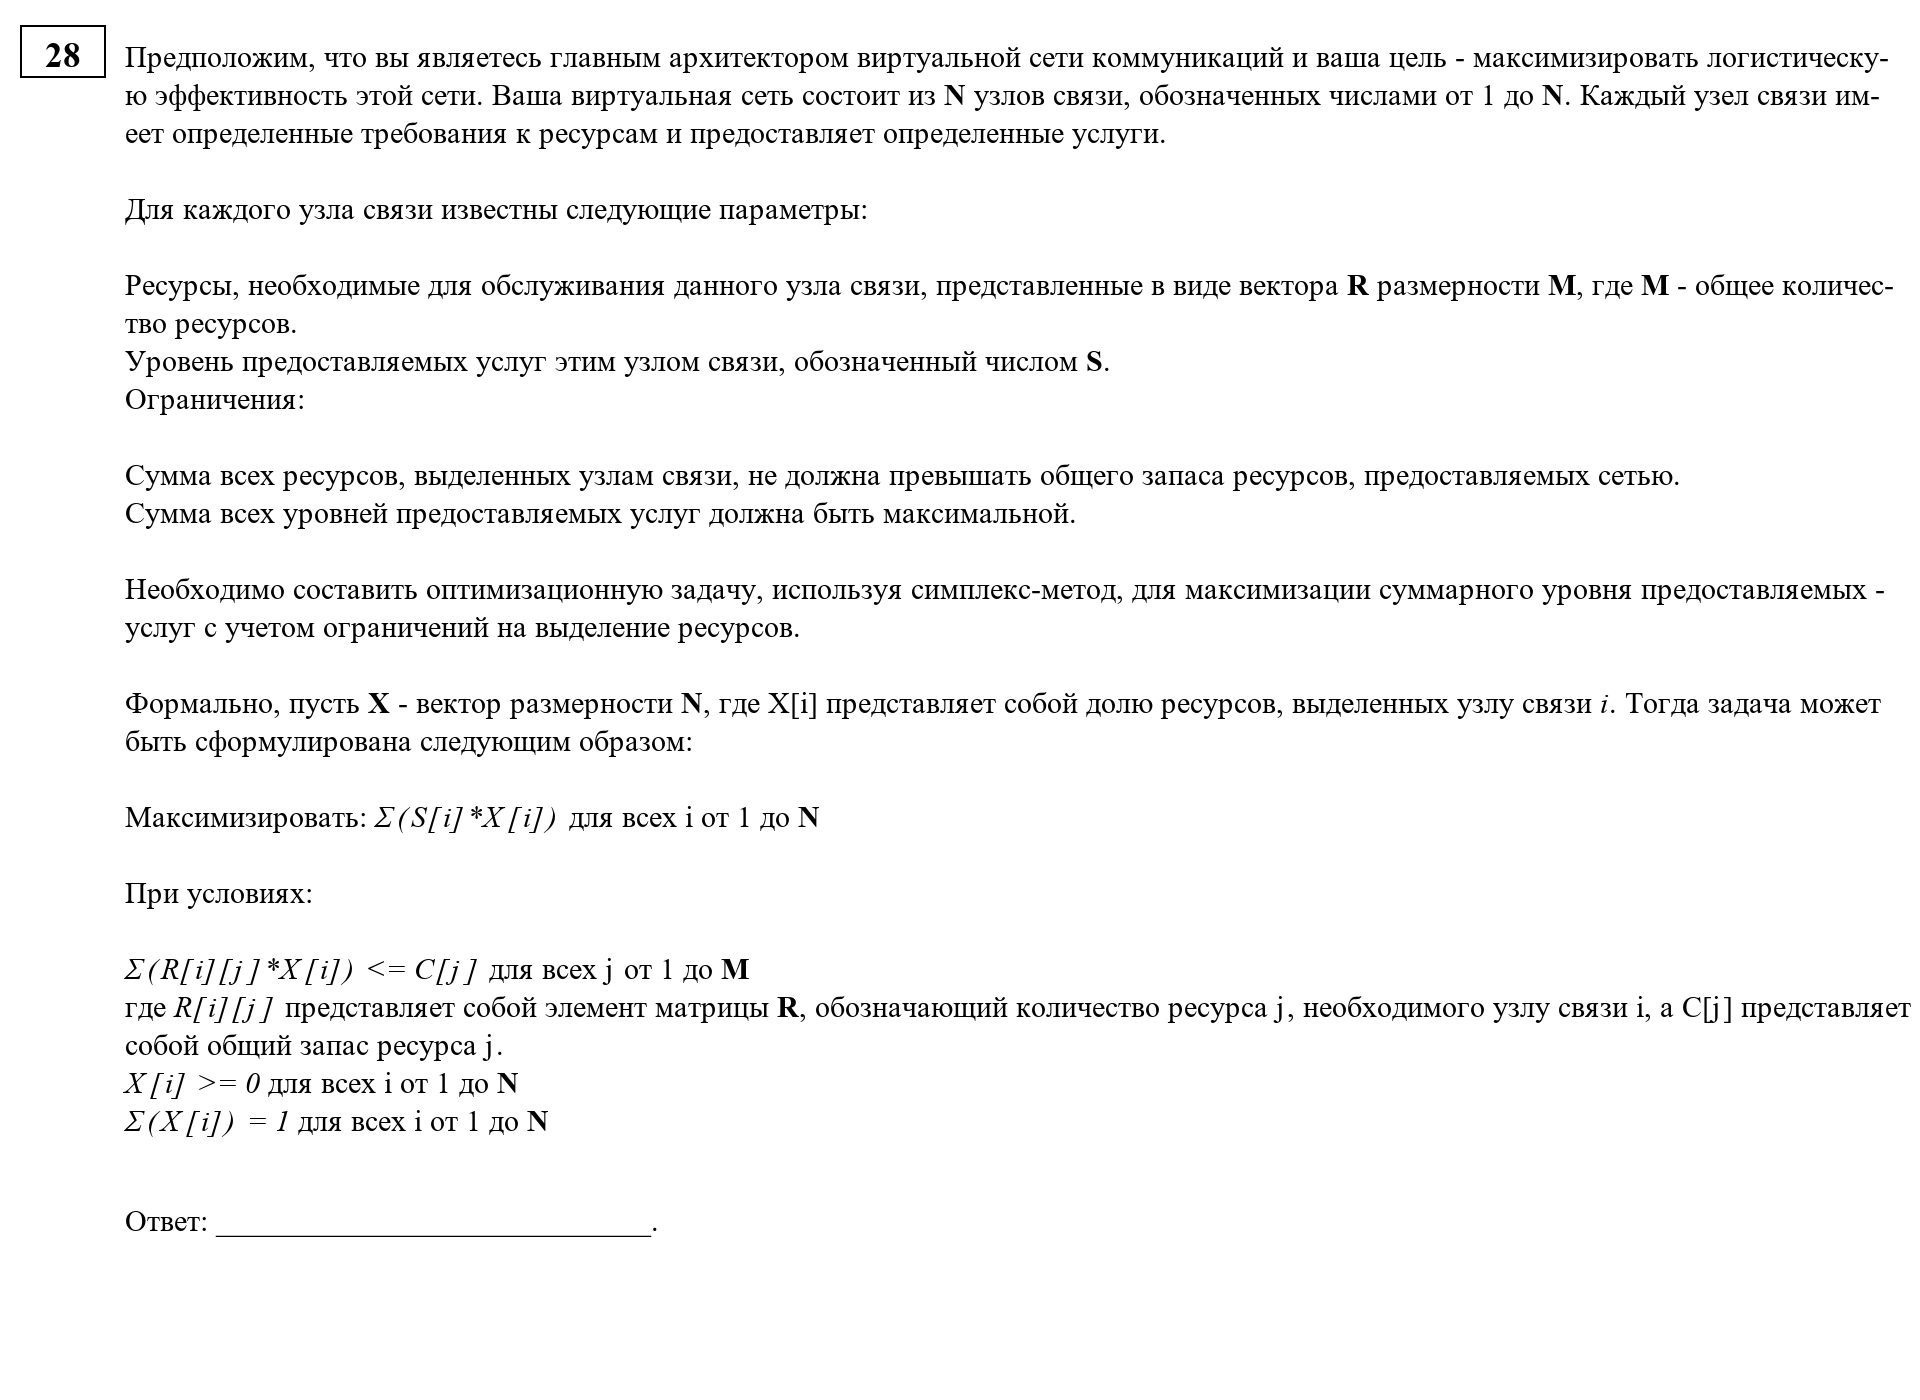 28
Предположим, что вы являетесь главным архитектором виртуальной сети коммуникаций и ваша цель - максимизировать логистическу-
ю эффективность этой сети. Ваша виртуальная сеть состоит из N узлов связи, обозначенных числами от 1 до N. Каждый узел связи им-
еет определенные требования к ресурсам и предоставляет определенные услуги.
Для каждого узла связи известны следующие параметры:
Ресурсы, необходимые для обслуживания данного узла связи, представленные в виде вектора R размерности M, где M - общее количес-
тво ресурсов.
Уровень предоставляемых услуг этим узлом связи, обозначенный числом S.
Ограничения:
Сумма всех ресурсов, выделенных узлам связи, не должна превышать общего запаса ресурсов, предоставляемых сетью.
Сумма всех уровней предоставляемых услуг должна быть максимальной.
Необходимо составить оптимизационную задачу, используя симплекс-метод, для максимизации суммарного уровня предоставляемых -
услуг с учетом ограничений на выделение ресурсов.
Формально, пусть X - вектор размерности N, где X[i] представляет собой долю ресурсов, выделенных узлу связи i. Тогда задача может
быть сформулирована следующим образом:
Максимизировать: Σ(S[i]*X[i]) для всех i от 1 до N
При условиях:
Σ(R[i][j]*X[i]) <= C[j] для всех j от 1 до M
где R[i][j] представляет собой элемент матрицы R, обозначающий количество ресурса j, необходимого узлу связи i, а C[j] представляет
собой общий запас ресурса j.
X[i] >= 0 для всех i от 1 до N
Σ(X[i]) = 1 для всех i от 1 до N
Ответ: _____________________________.